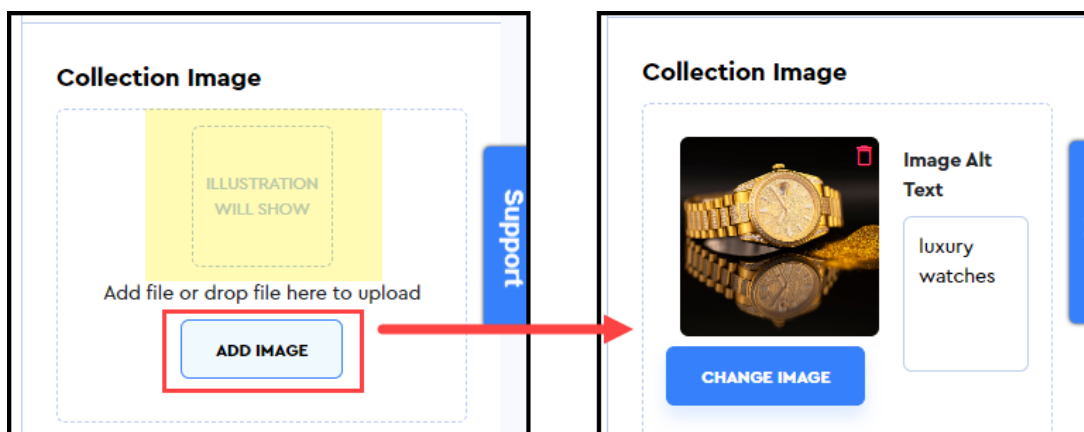 Collection Image
ILLUSTRATION
WILL SHOW
Add file or drop file here to upload
ADD IMAGE
Support
Collection Image
Image Alt
Text
luxury
watches
CHANGE IMAGE